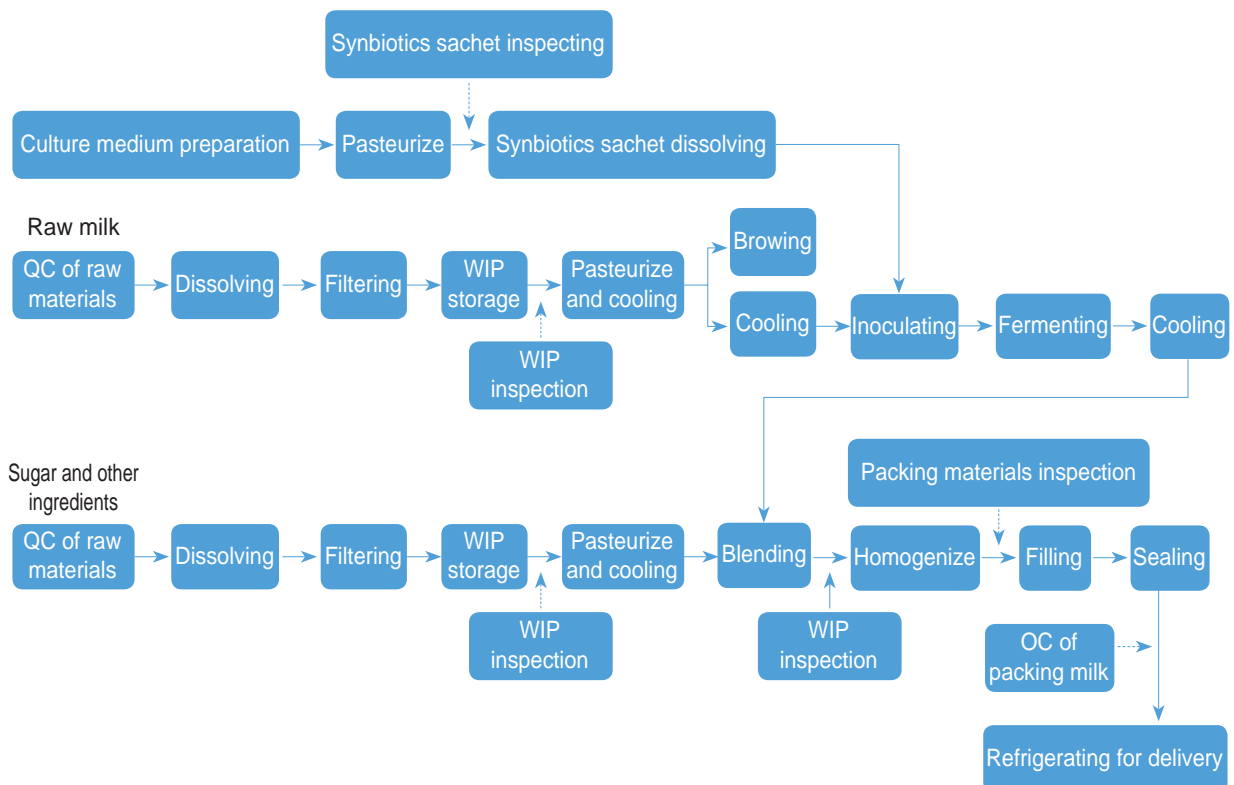 Synbiotics sachet inspecting
Culture medium preparation
Pasteurize
Synbiotics sachet dissolving
Raw milk
QC of raw
materials
Dissolving
Filtering
WIP
storage
Pasteurize
and cooling
Browing
Cooling
Inoculating
Fermenting
Cooling
WIP
inspection
Sugar and other
ingredients
Packing materials inspection
QC of raw
materials
Dissolving
Filtering
WIP
storage
Pasteurize
and cooling
Blending
Homogenize
Filling
Sealing
WIP
inspection
WIP
inspection
OC of
packing milk
Refrigerating for delivery